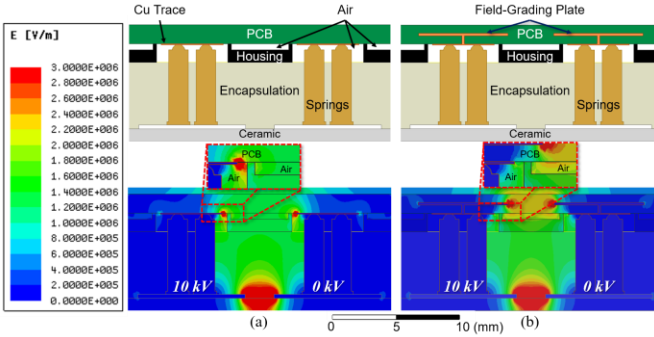 Cu Trace
Air
Field-Grading Plate
E [V/m]
PCB
PCB
Housing
Housing
3.0000E+006
2.8000E+006
2.6000E+006
2.4000E+006
2.2000E+006
2.0000E+006
1.8000E+006
1.6000E+006
1.4000E+006
1.2000E+006
1.0000E+006
8.0000E+005
6.0000E+005
4.0000E+005
2.0000E+005
0.0000E+000
Encapsulation
Springs
Encapsulation
Springs
Ceramic
Ceramic
PCB
Air
Air
PCB
Air
Air
10 kV
0 kV
10 kV
0 kV
(a)
0 5 10 (mm)
(b)